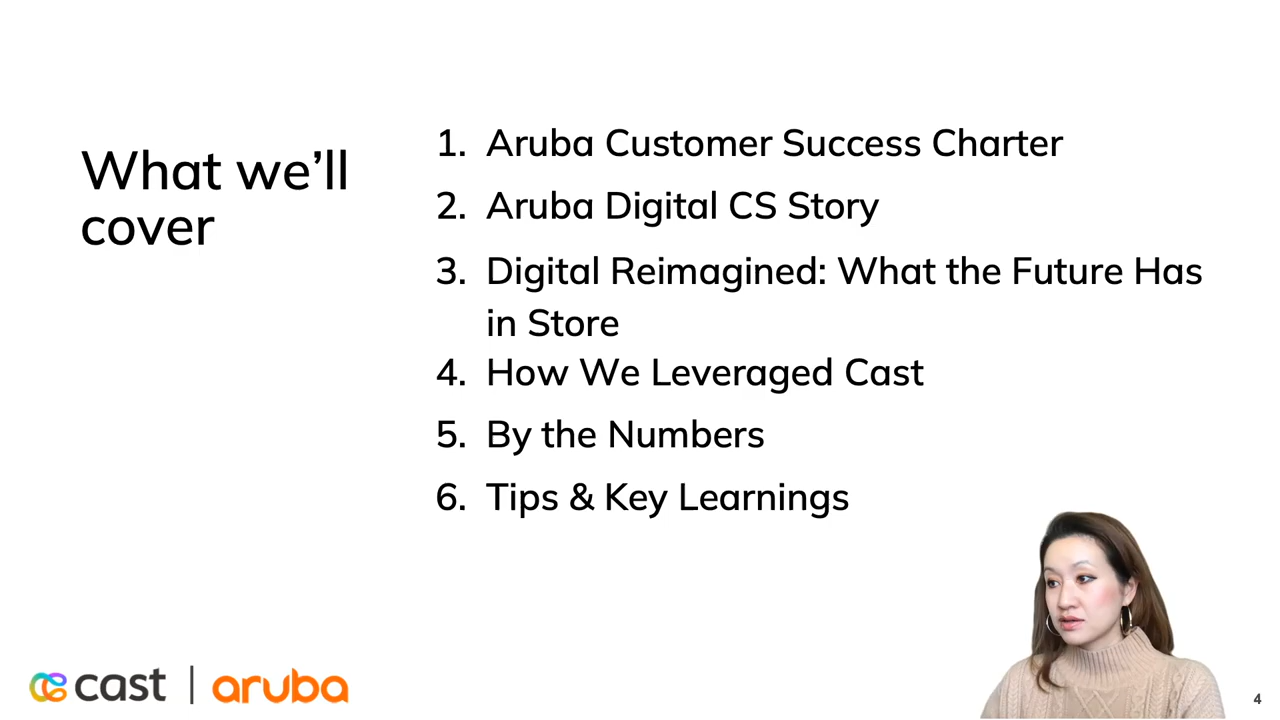 What we'll
cover
1. Aruba Customer Success Charter
2. Aruba Digital CS Story
3. Digital Reimagined: What the Future Has
in Store
4. How We Leveraged Cast
5. By the Numbers
6. Tips & Key Learnings
cast | aruba
4